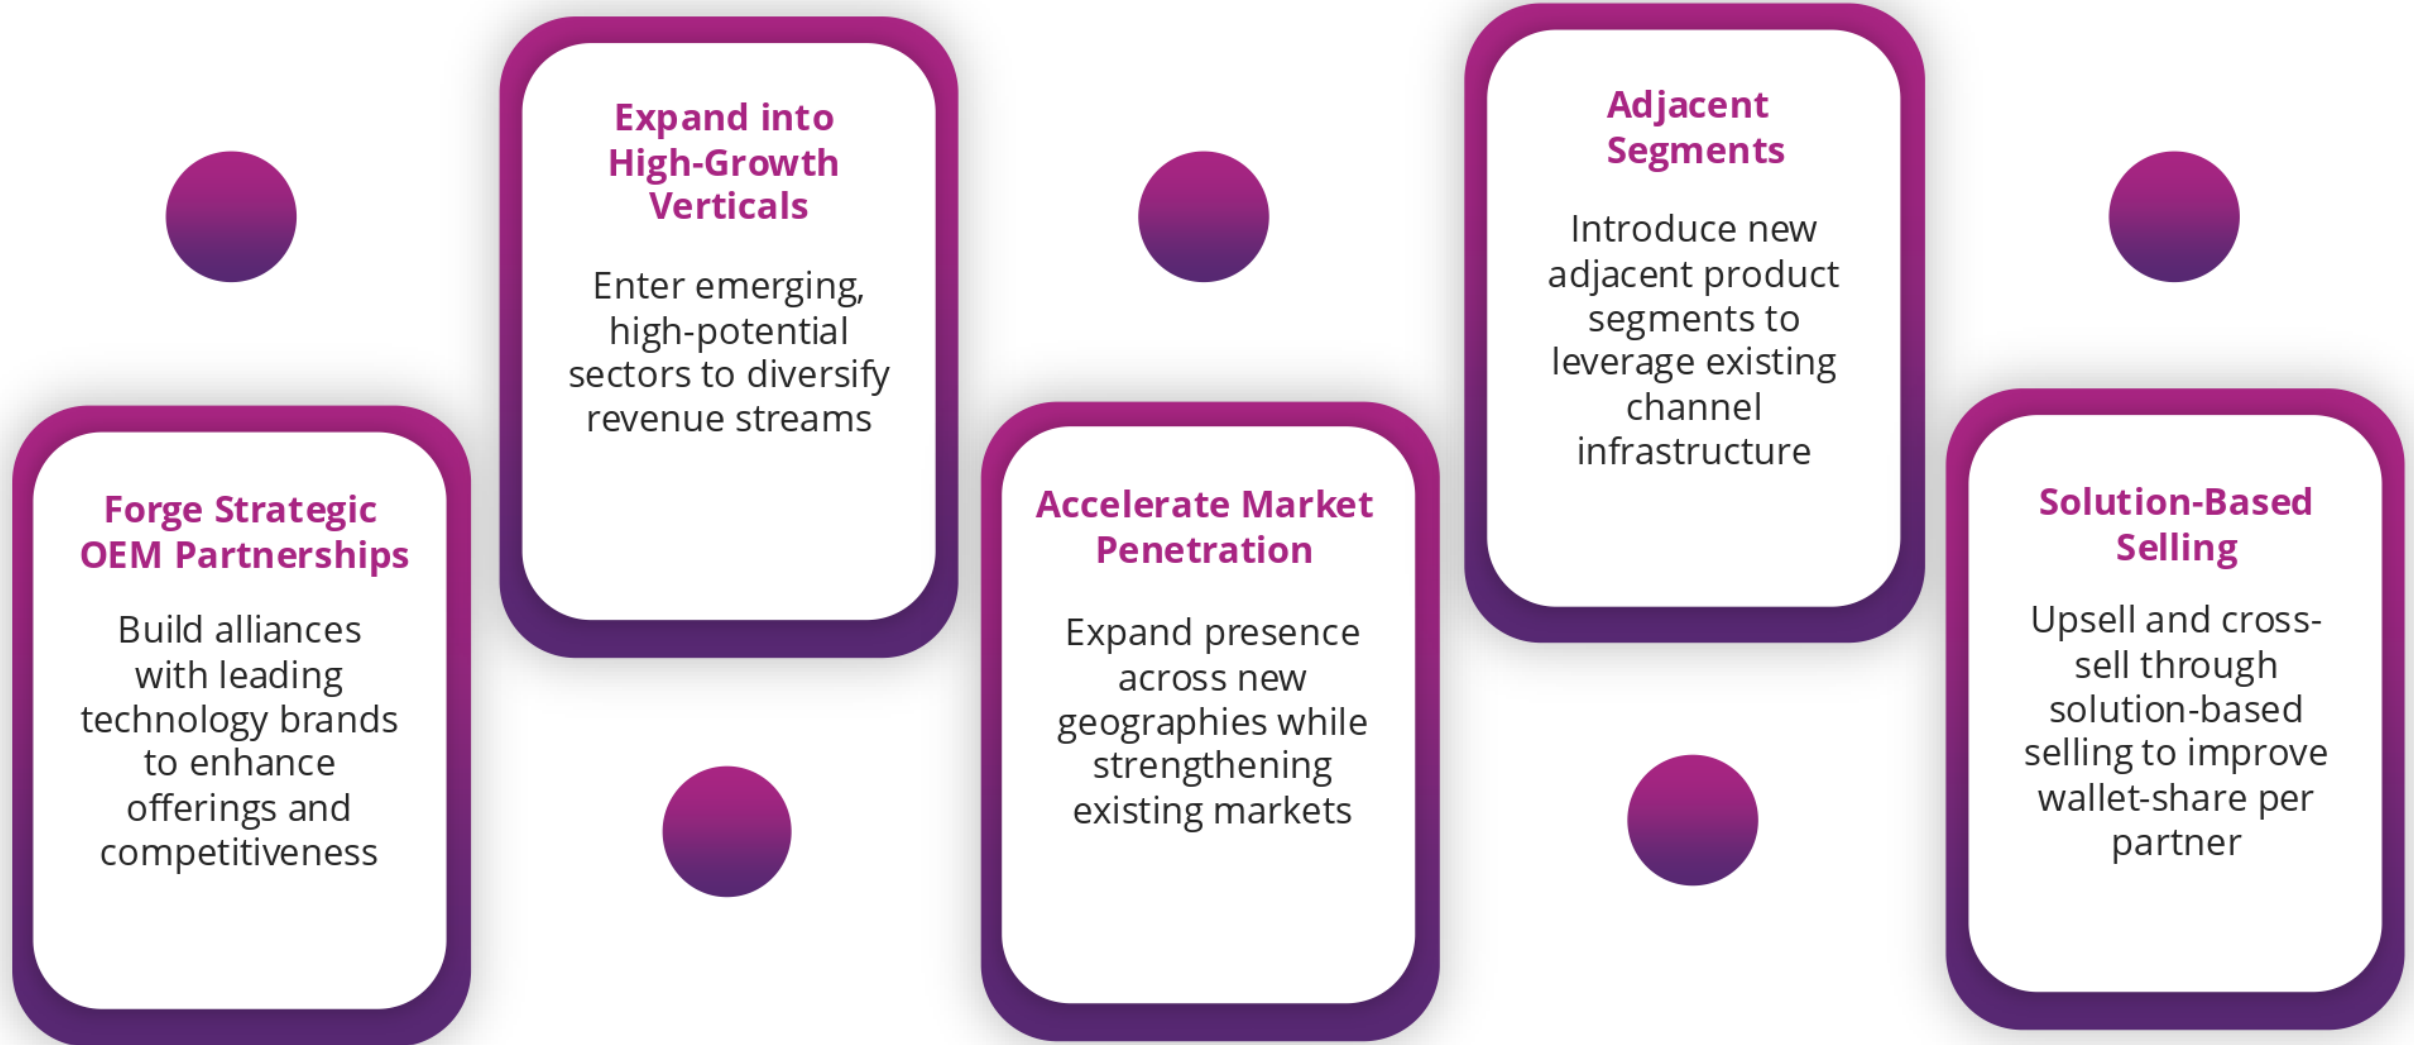 Forge Strategic
OEM Partnerships
Build alliances
with leading
technology brands
to enhance
offerings and
competitiveness
Expand into
High-Growth
Verticals
Enter emerging,
high-potential
sectors to diversify
revenue streams
Accelerate Market
Penetration
Expand presence
across new
geographies while
strengthening
existing markets
Adjacent
Segments
Introduce new
adjacent product
segments to
leverage existing
channel
infrastructure
Solution-Based
Selling
Upsell and cross-
sell through
solution-based
selling to improve
wallet-share per
partner